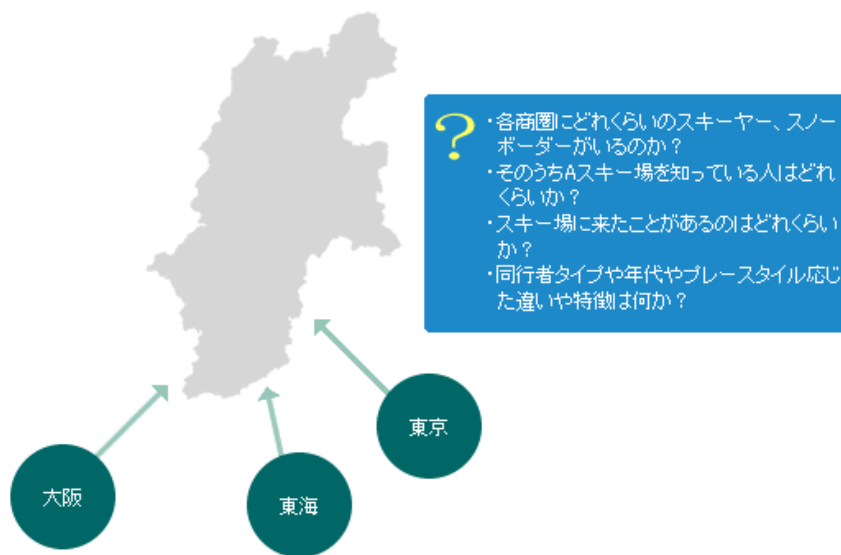 ?
・各商圏にどれくらいのスキーヤー、スノー
ボーダーがいるのか？
・そのうちAスキー場を知っている人はどれ
くらいか？
・スキー場に来たことがあるのはどれくらい
か？
・同行者タイプや年代やプレースタイル応じ
た違いや特徴は何か？
東京
大阪
東海